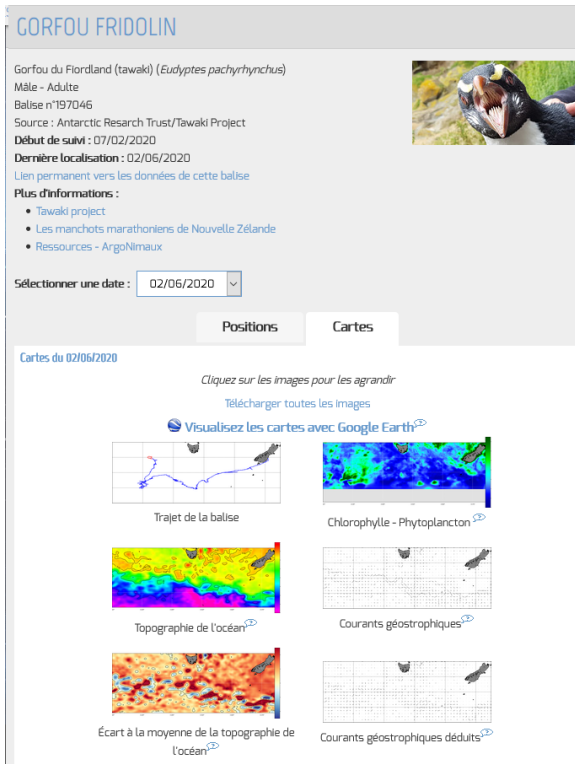 GORFOU FRIDOLIN
Gorfou du Fiordland (tawaki) (Eudyptes pachyrhynchus)
Mâle - Adulte
Balise n°197046
Source : Antarctic Resarch Trust/Tawaki Project
Début de suivi : 07/02/2020
Dernière localisation : 02/06/2020
Lien permanent vers les données de cette balise
Plus d'informations :
Tawaki project
Les manchots marathoniens de Nouvelle Zélande
Ressources - ArgoNimaux
Sélectionner une date : 02/06/2020
Positions Cartes
Cartes du 02/06/2020
Cliquez sur les images pour les agrandir
Télécharger toutes les images
Visualisez les cartes avec Google Earth
Trajet de la balise
Chlorophylle - Phytoplancton
Topographie de l'océan
Courants géostrophiques
Écart à la moyenne de la topographie de
l'océan
Courants géostrophiques déduits